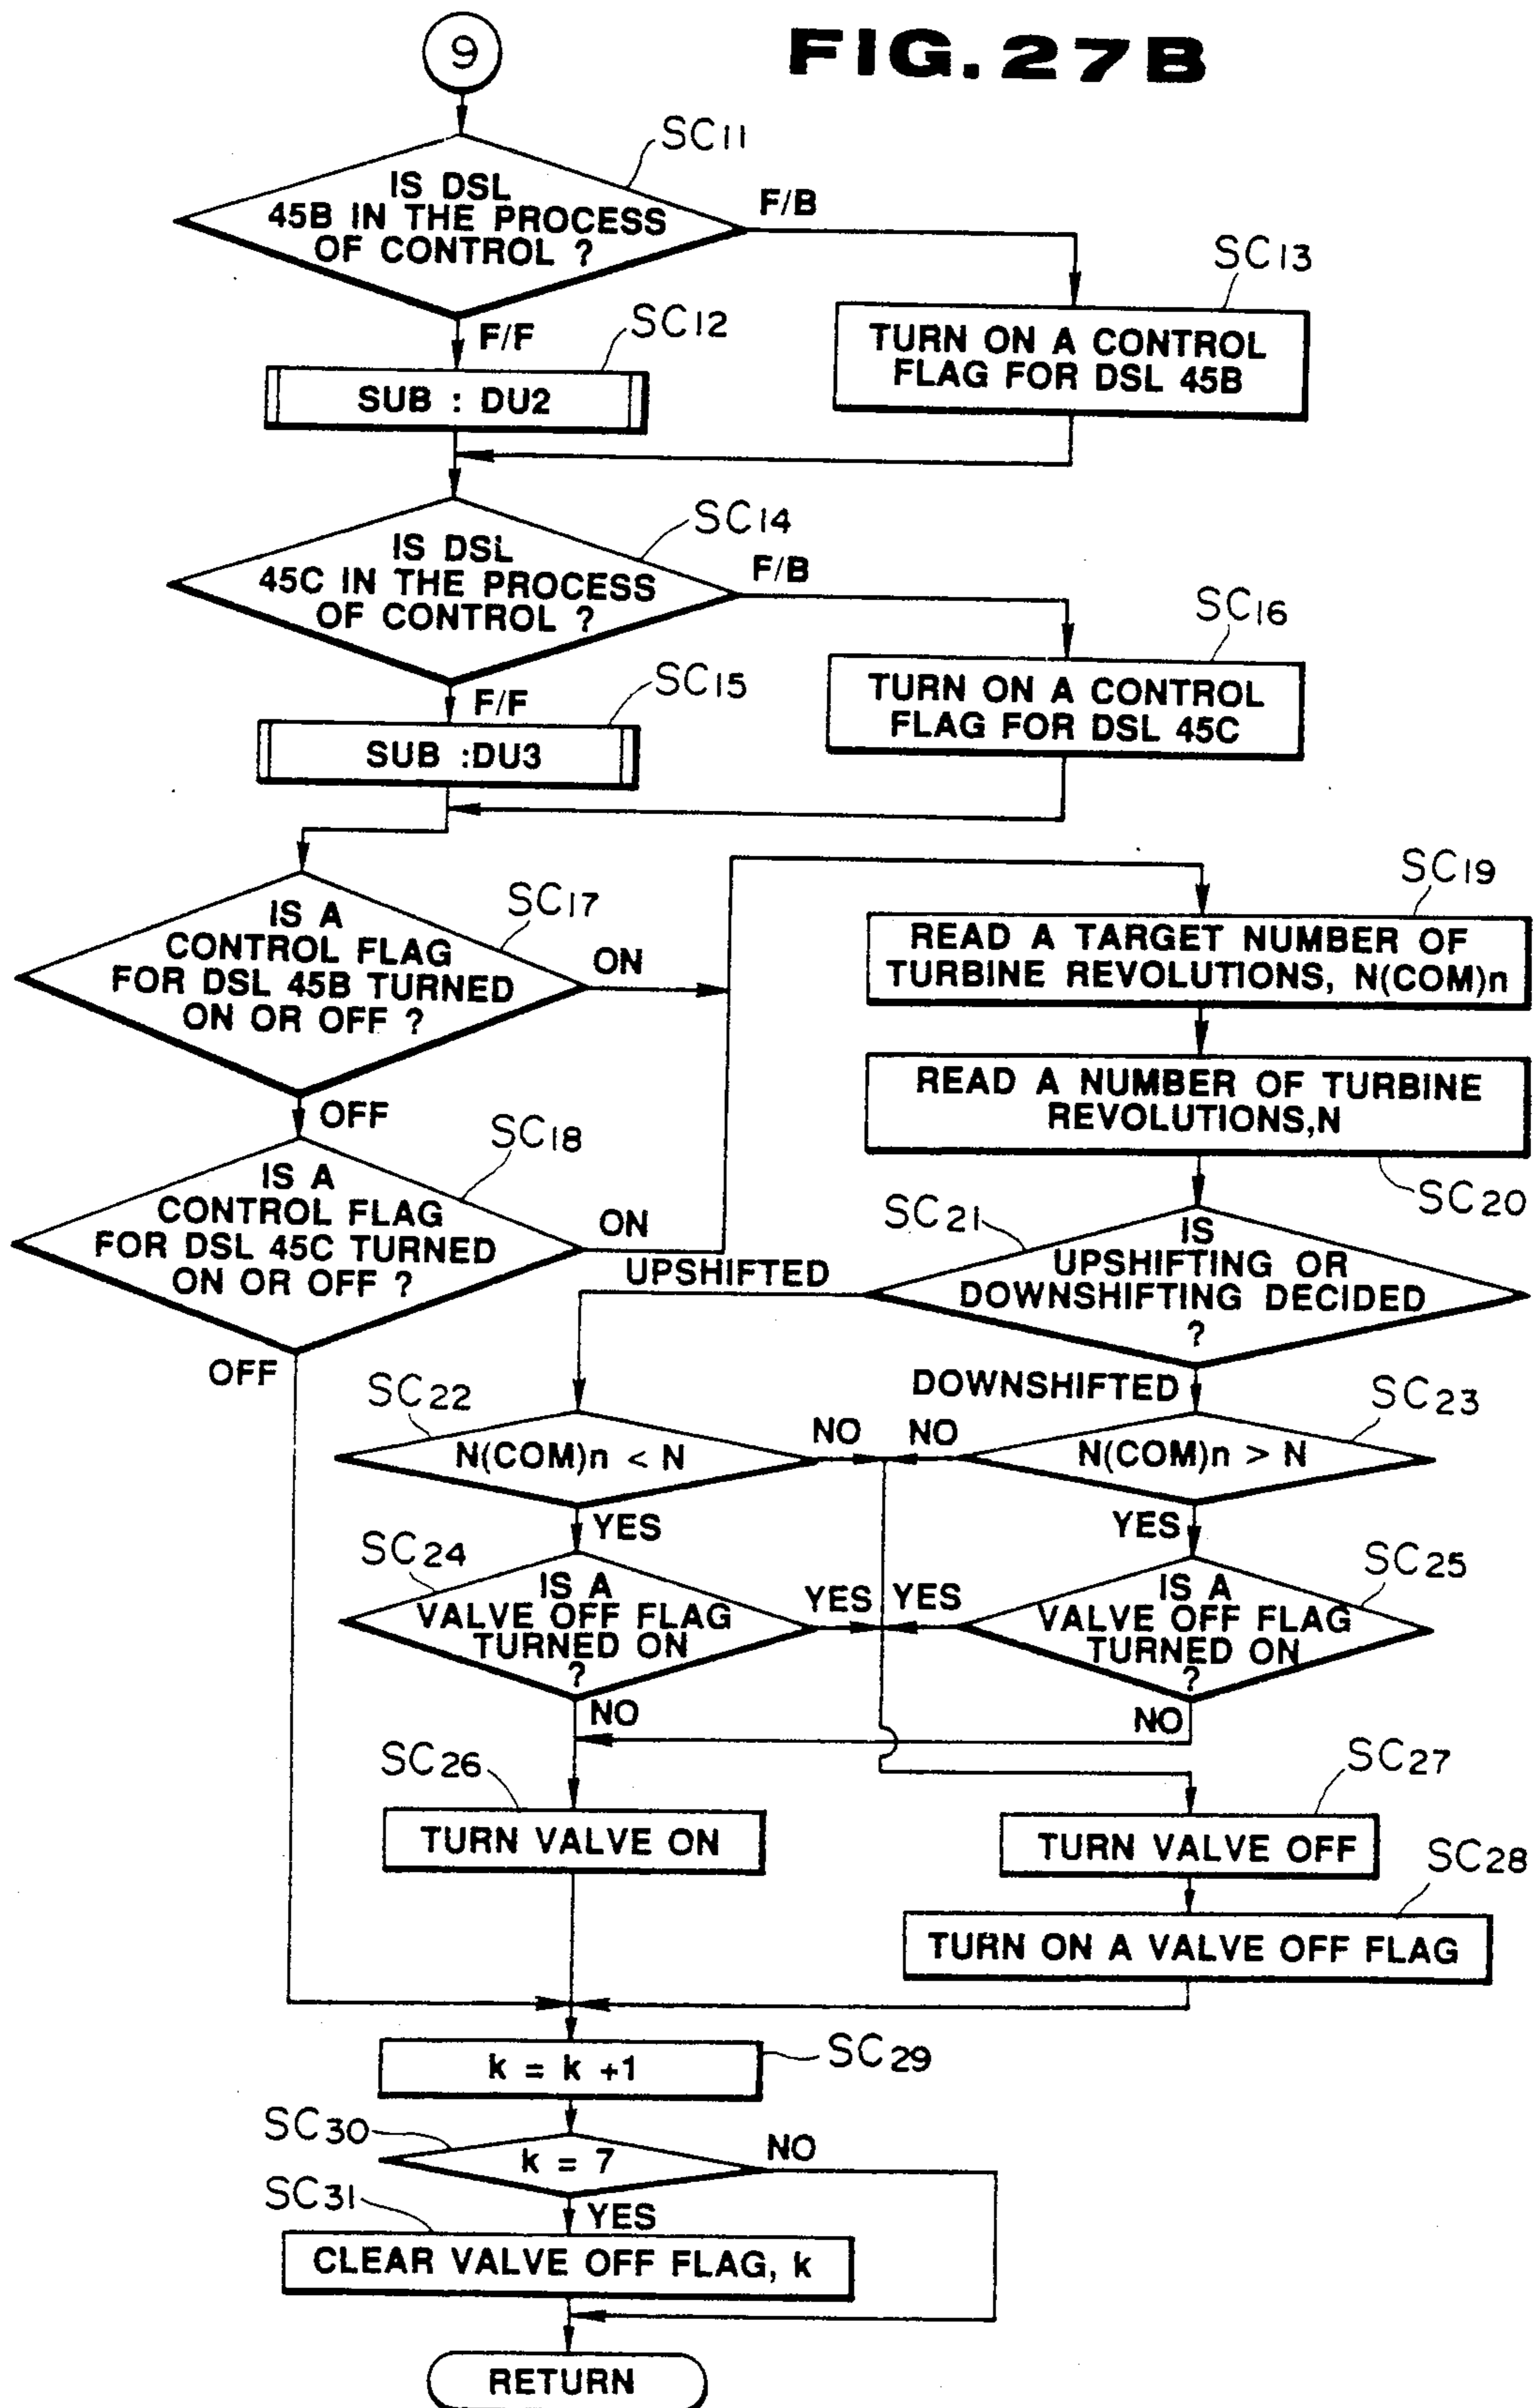 9
FIG. 27B
SC11
IS DSL
45B IN THE PROCESS
OF CONTROL ?
F/B
SC13
TURN ON A CONTROL
FLAG FOR DSL 45B
F/F
SC12
SUB : DU2
SC14
IS DSL
45C IN THE PROCESS
OF CONTROL ?
F/B
SC16
TURN ON A CONTROL
FLAG FOR DSL 45C
F/F
SC15
SUB :DU3
SC17
IS A
CONTROL FLAG
FOR DSL 45B TURNED
ON OR OFF ?
ON
OFF
SC18
IS A
CONTROL FLAG
FOR DSL 45C TURNED
ON OR OFF ?
ON
OFF
SC19
READ A TARGET NUMBER OF
TURBINE REVOLUTIONS, N(COM)n
READ A NUMBER OF TURBINE
REVOLUTIONS,N
SC20
SC21
IS
UPSHIFTING OR
DOWNSHIFTING DECIDED
?
UPSHIFTED
DOWNSHIFTED
SC22
N(COM)n < N
NO
NO
SC23
N(COM)n > N
YES
YES
SC24
IS A
VALVE OFF FLAG
TURNED ON
?
YES
YES
SC25
IS A
VALVE OFF FLAG
TURNED ON
?
NO
NO
SC26
TURN VALVE ON
SC27
TURN VALVE OFF
SC28
TURN ON A VALVE OFF FLAG
k = k +1
SC29
SC30
k = 7
NO
YES
SC31
CLEAR VALVE OFF FLAG, k
RETURN